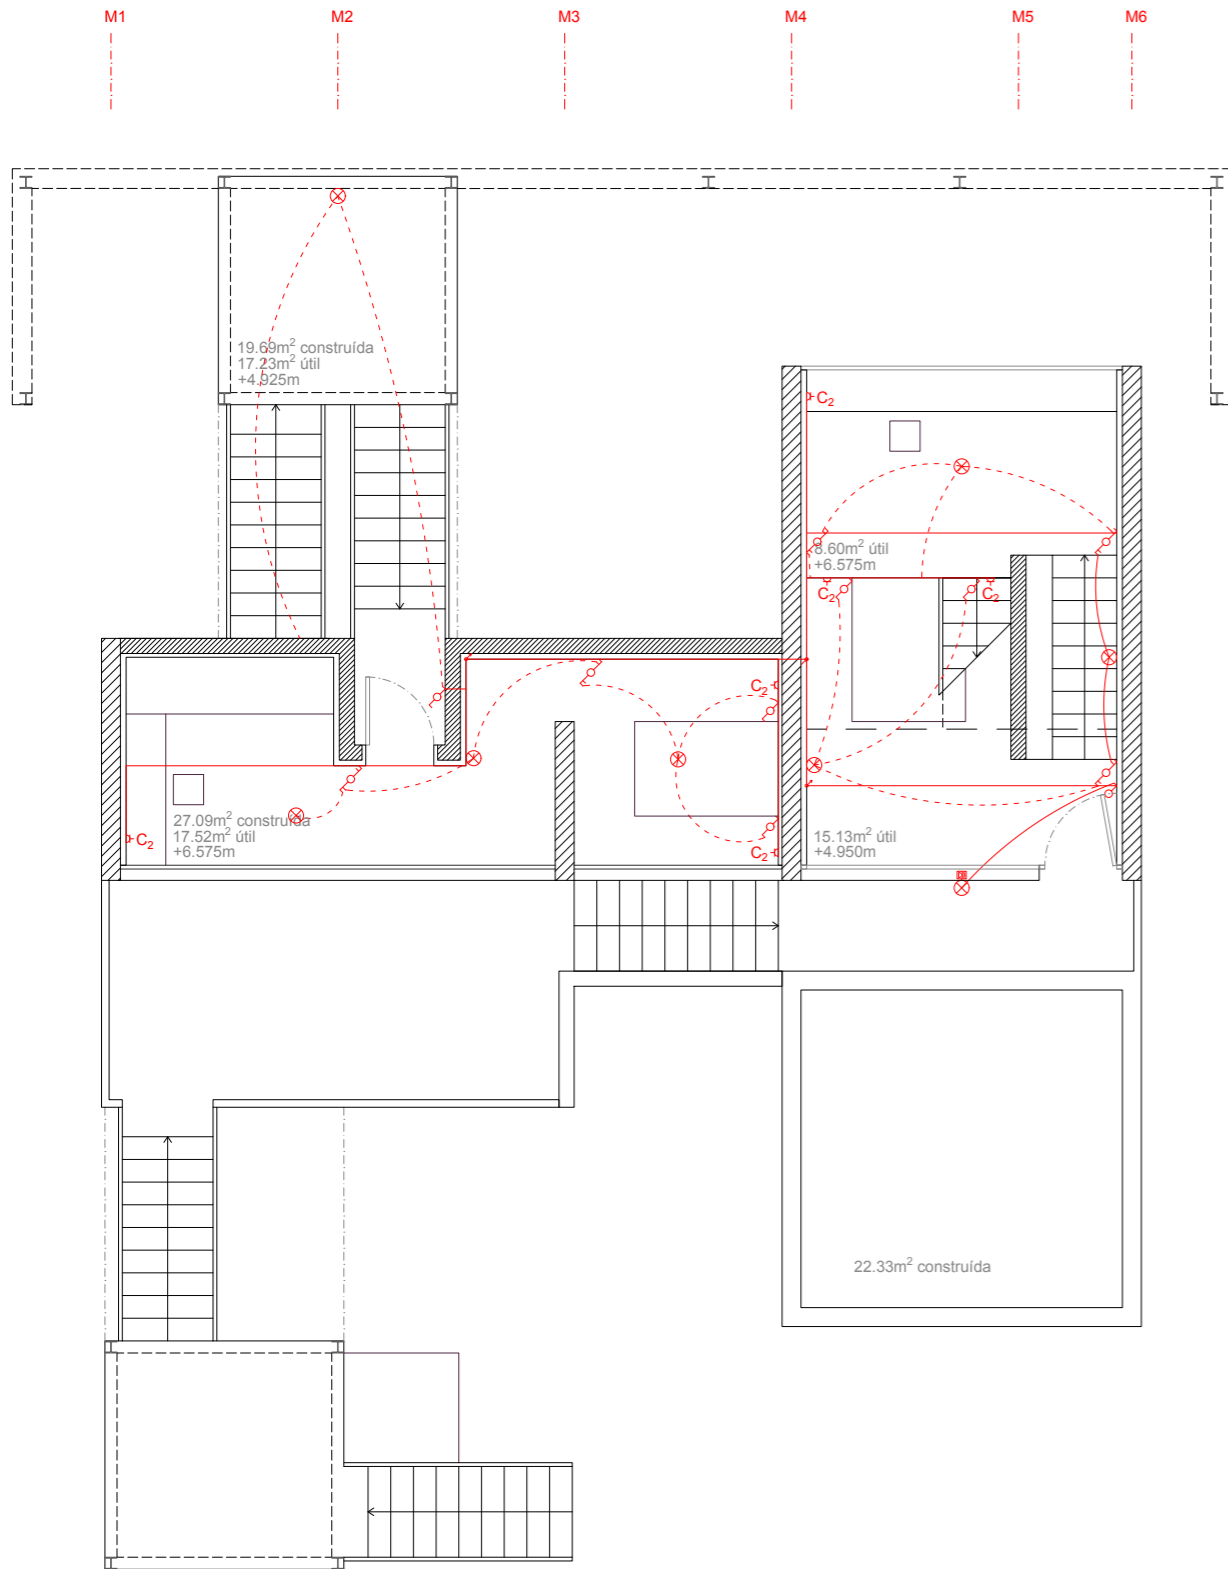 M1 M2 M3 M4 M5 M6
19.69m² construída
17.23m² útil
+4.925m
C₂
8.60m² útil
+6.575m
C₂
C₂
C₂
27.09m² construída
17.52m² útil
+6.575m
C₂
C₂
15.13m² útil
+4.950m
22.33m² construída